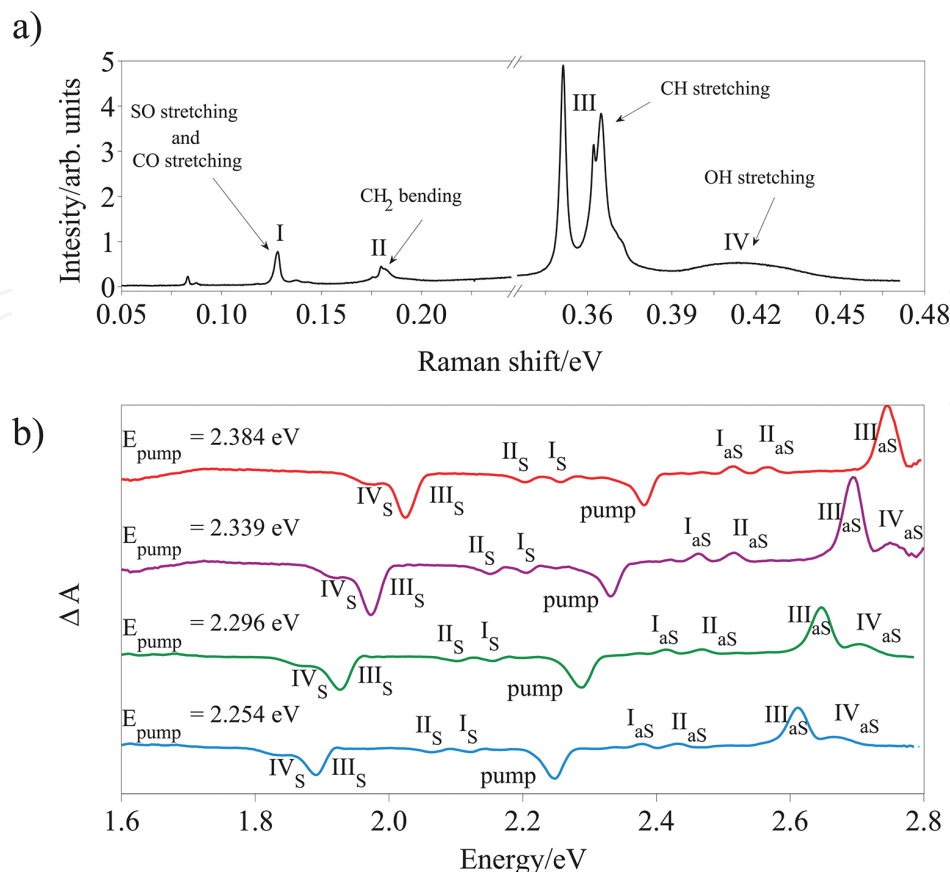 a)
Intesity/arb. units
5
4
3
2
1
0
SO stretching
and
CO stretching
I
CH2 bending
II
III
CH stretching
OH stretching
IV
0.05 0.10 0.15 0.20 0.36 0.39 0.42 0.45 0.48
Raman shift/eV
b)
ΔA
Epump = 2.384 eV
IVS IIIS IIS IS pump IaS IIaS IIIaS
Epump = 2.339 eV
IVS IIIS IIS IS pump IaS IIaS IIIaS IVaS
Epump = 2.296 eV
IVS IIIS IIS IS pump IaS IIaS IIIaS IVaS
Epump = 2.254 eV
IVS IIIS IIS IS pump IaS IIaS IIIaS IVaS
1.6 1.8 2.0 2.2 2.4 2.6 2.8
Energy/eV